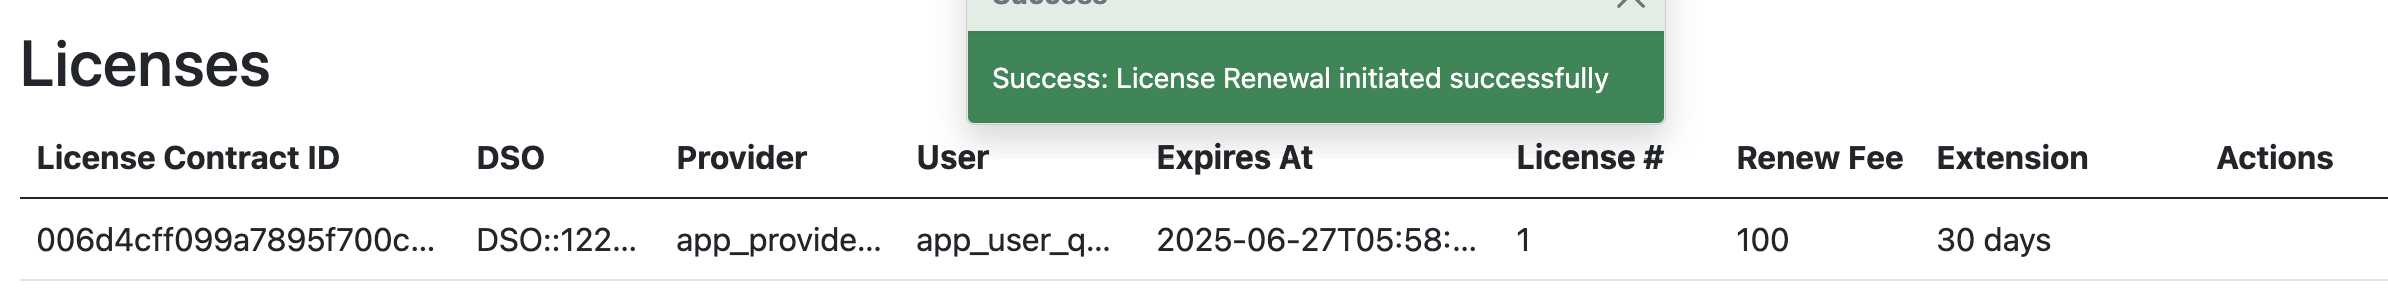 Success
Licenses
Success: License Renewal initiated successfully
License Contract ID DSO Provider User Expires At License # Renew Fee Extension Actions
006d4cff099a7895f700c... DSO::122... app_provide... app_user_q... 2025-06-27T05:58:... 1 100 30 days